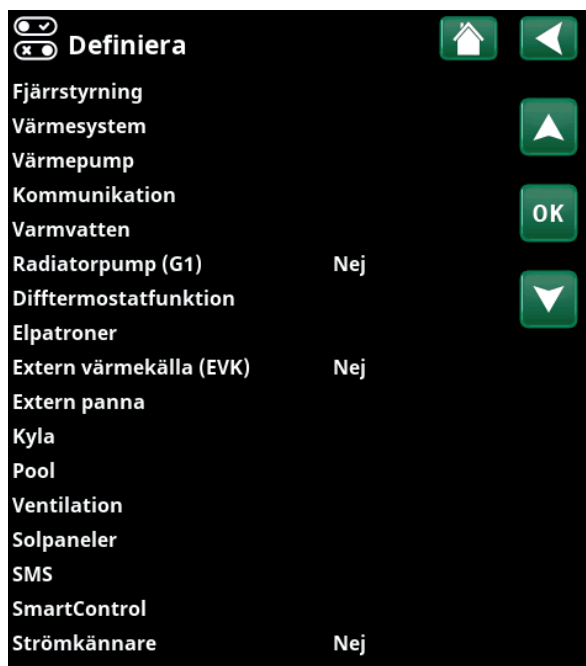 Definiera
Fjärrstyrning
Värmesystem
Värmepump
Kommunikation
OK
Varmvatten
Radiatorpump (G1) Nej
Difftermostatfunktion
Elpatroner
Extern värmekälla (EVK) Nej
Extern panna
Kyla
Pool
Ventilation
Solpaneler
SMS
SmartControl
Strömkännare Nej